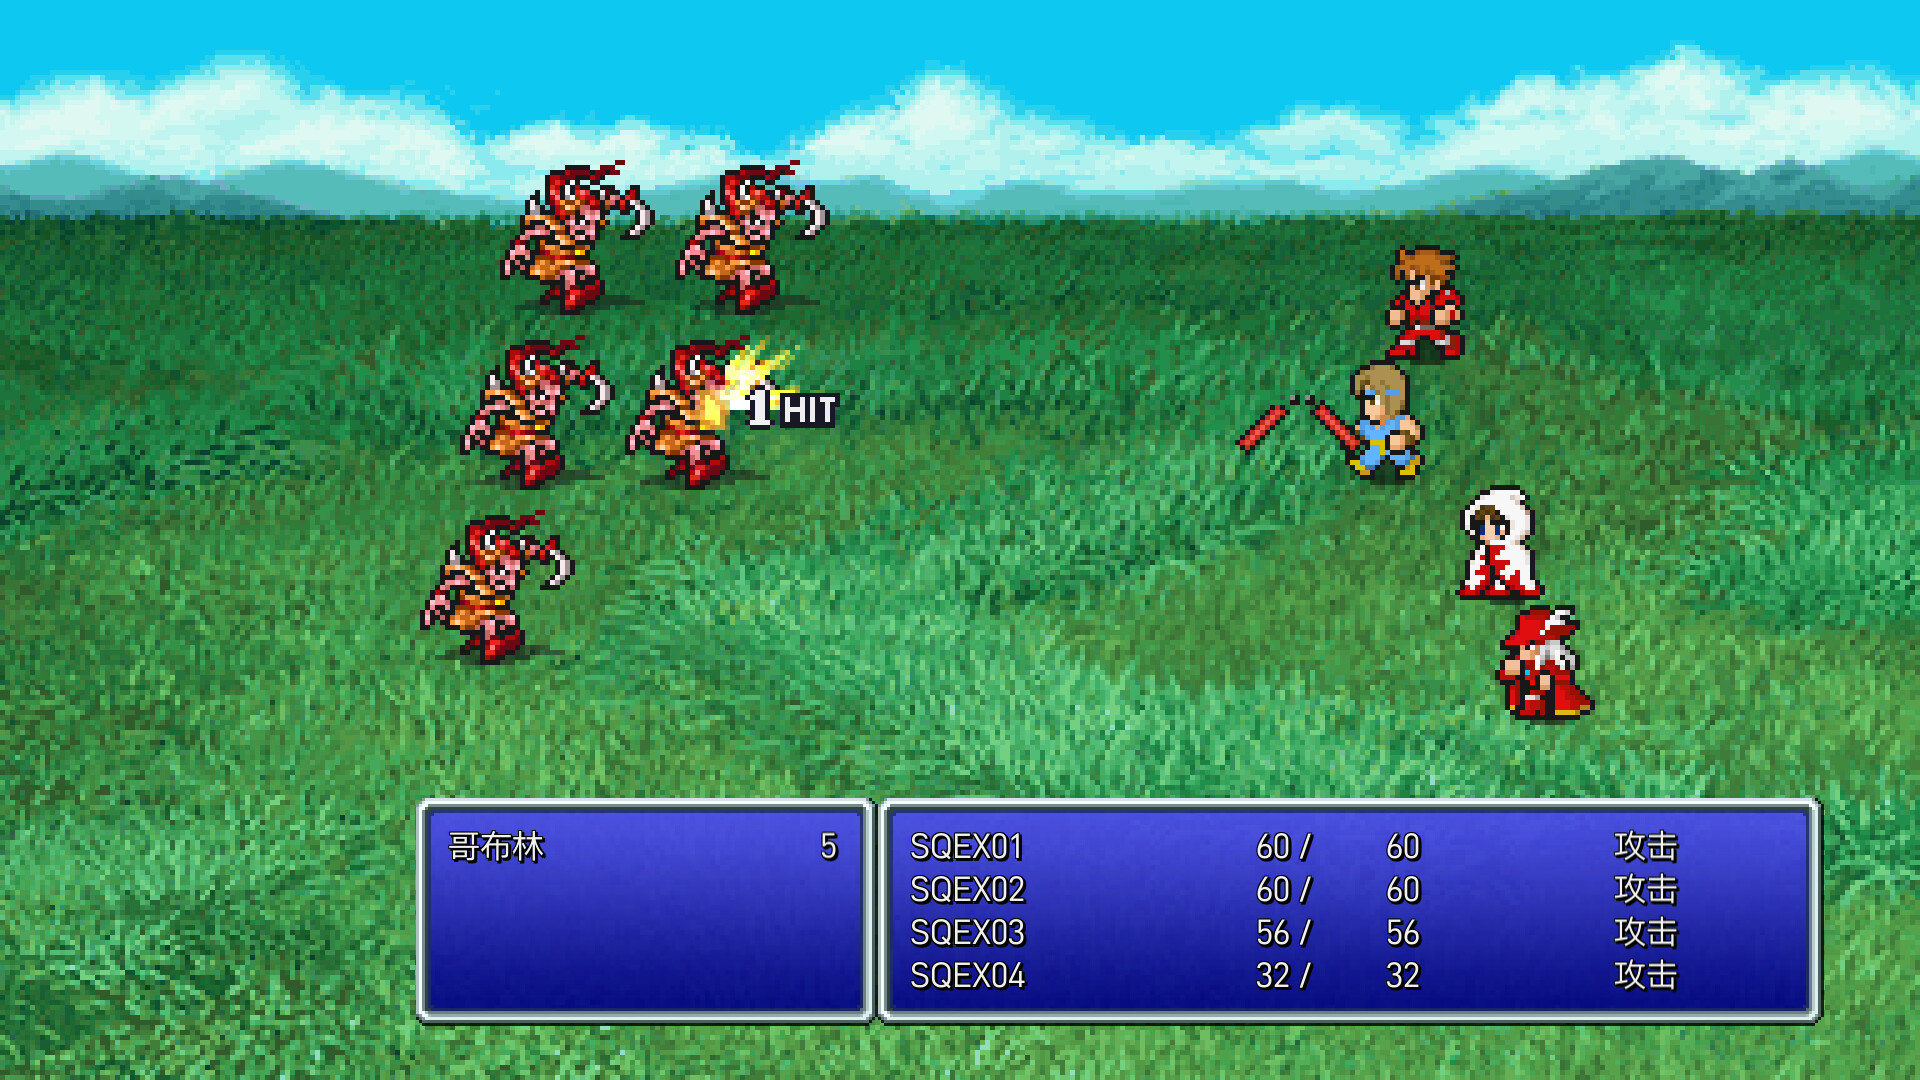 1 HIT
哥布林 5
SQEX01 60 / 60 攻击
SQEX02 60 / 60 攻击
SQEX03 56 / 56 攻击
SQEX04 32 / 32 攻击